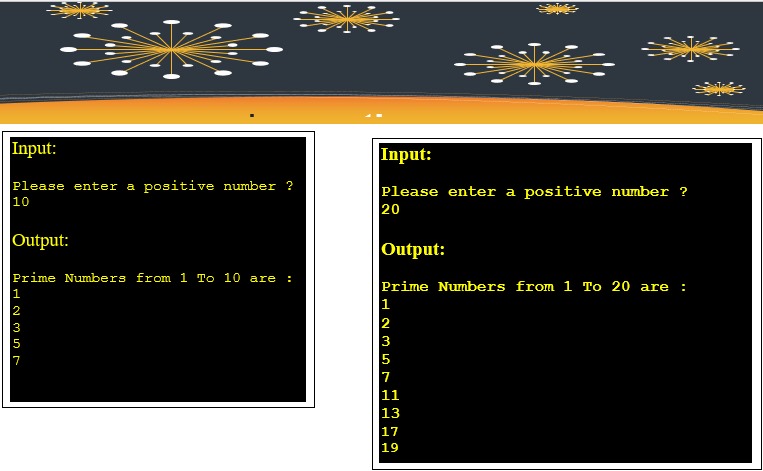 Input:
Please enter a positive number ?
10
Output:
Prime Numbers from 1 To 10 are :
1
2
3
5
7
Input:
Please enter a positive number ?
20
Output:
Prime Numbers from 1 To 20 are :
1
2
3
5
7
11
13
17
19